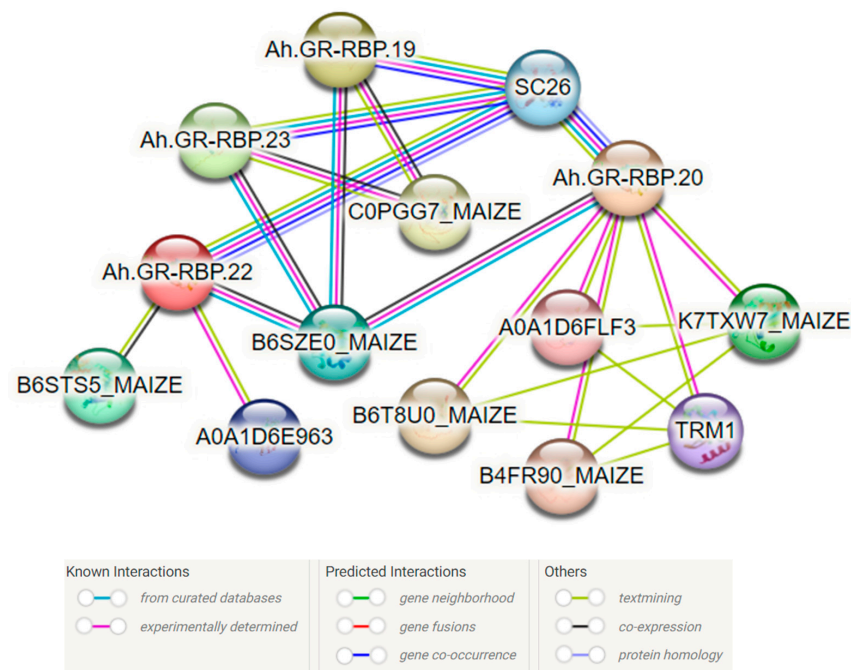 Ah.GR-RBP.19
SC26
Ah.GR-RBP.23
Ah.GR-RBP.20
C0PGG7_MAIZE
Ah.GR-RBP.22
A0A1D6FLF3
K7TXW7_MAIZE
B6SZE0_MAIZE
B6STS5_MAIZE
B6T8U0_MAIZE
A0A1D6E963
TRM1
B4FR90_MAIZE
Known Interactions
from curated databases
experimentally determined
Predicted Interactions
gene neighborhood
gene fusions
gene co-occurrence
Others
textmining
co-expression
protein homology